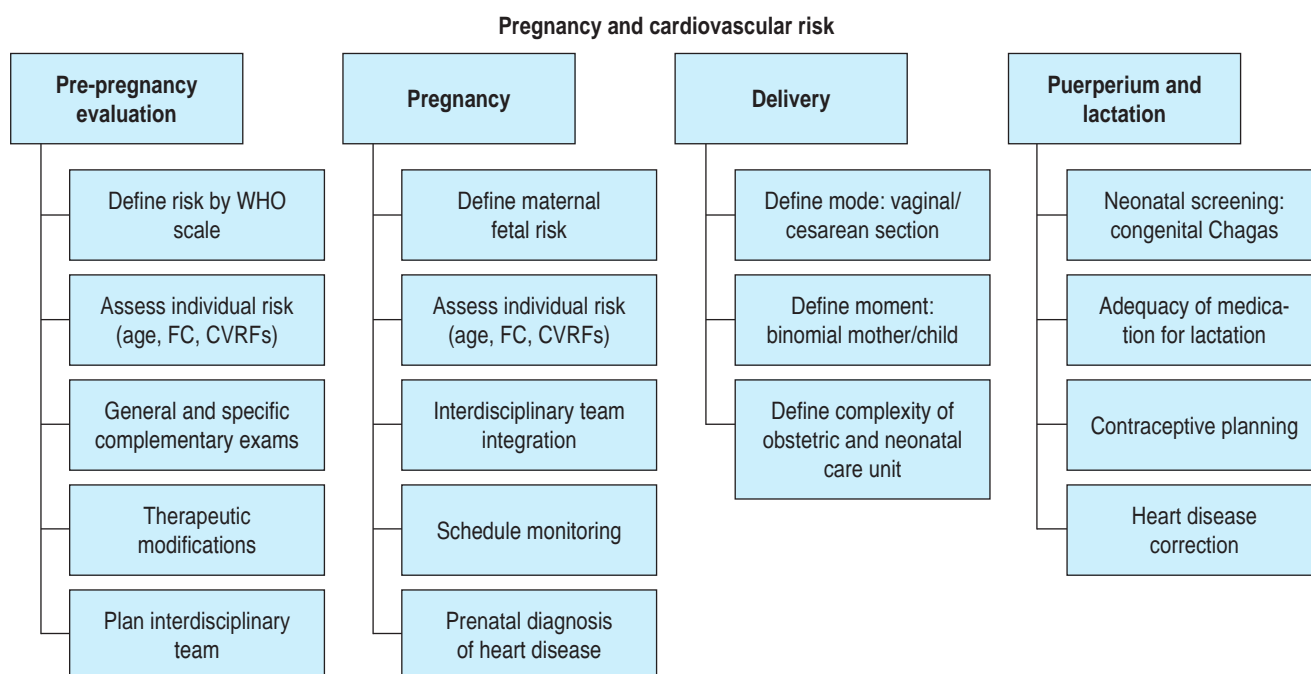 Pregnancy and cardiovascular risk
Pre-pregnancy
evaluation
Define risk by WHO
scale
Assess individual risk
(age, FC, CVRFs)
General and specific
complementary exams
Therapeutic
modifications
Plan interdisciplinary
team
Pregnancy
Define maternal
fetal risk
Assess individual risk
(age, FC, CVRFs)
Interdisciplinary team
integration
Schedule monitoring
Prenatal diagnosis
of heart disease
Delivery
Define mode: vaginal/
cesarean section
Define moment:
binomial mother/child
Define complexity of
obstetric and neonatal
care unit
Puerperium and
lactation
Neonatal screening:
congenital Chagas
Adequacy of medica-
tion for lactation
Contraceptive planning
Heart disease
correction